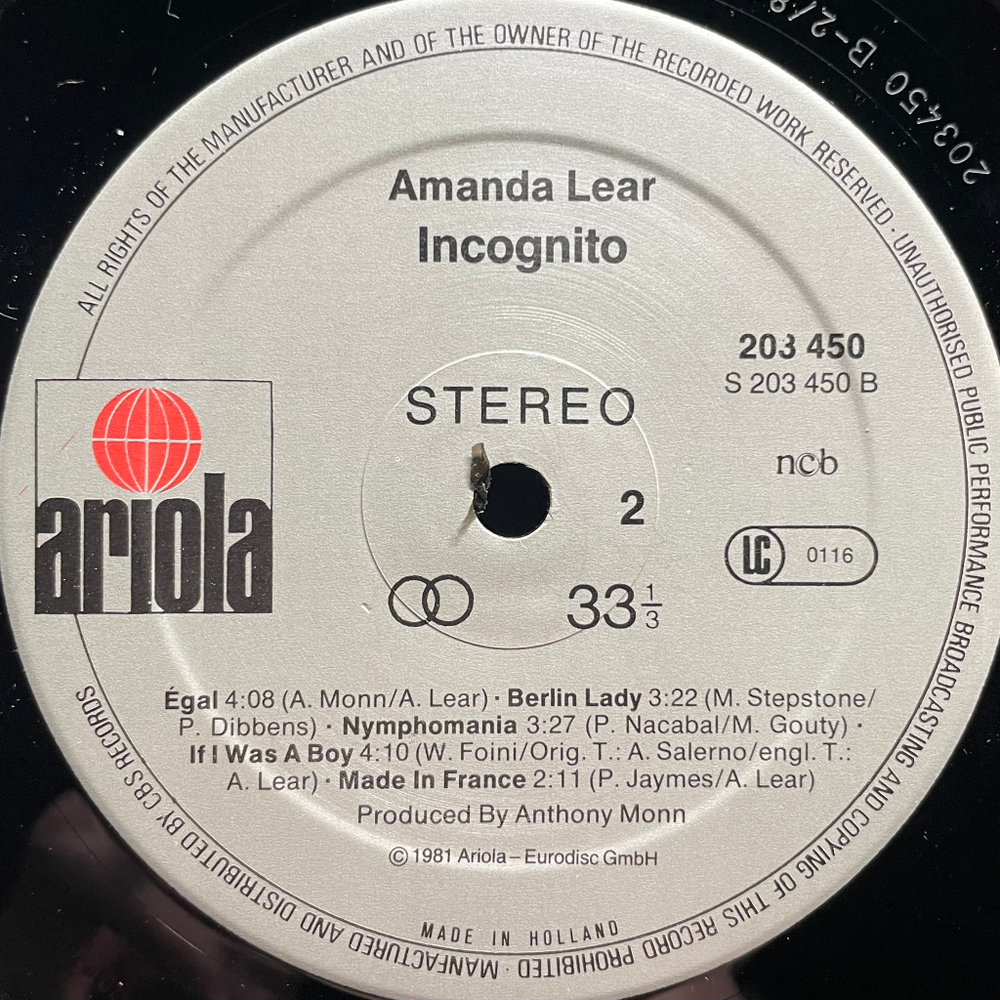 ALL RIGHTS OF THE MANUFACTURER AND OF THE OWNER OF THE RECORDED WORK RESERVED · UNAUTHORISED PUBLIC PERFORMANCE BROADCASTING AND COPYING OF THIS RECORD PROHIBITED · MANFACTURED AND DISTRIBUTED BY CBS RECORDS
203450 B-2/
Amanda Lear
Incognito
203 450
S 203 450 B
STEREO
ncb
2
LC 0116
ariola
33 1/3
Égal 4:08 (A. Monn/A. Lear) · Berlin Lady 3:22 (M. Stepstone/
P. Dibbens) · Nymphomania 3:27 (P. Nacabal/M. Gouty) ·
If I Was A Boy 4:10 (W. Foini/Orig. T.: A. Salerno/engl. T.:
A. Lear) · Made In France 2:11 (P. Jaymes/A. Lear)
Produced By Anthony Monn
© 1981 Ariola – Eurodisc GmbH
MADE IN HOLLAND